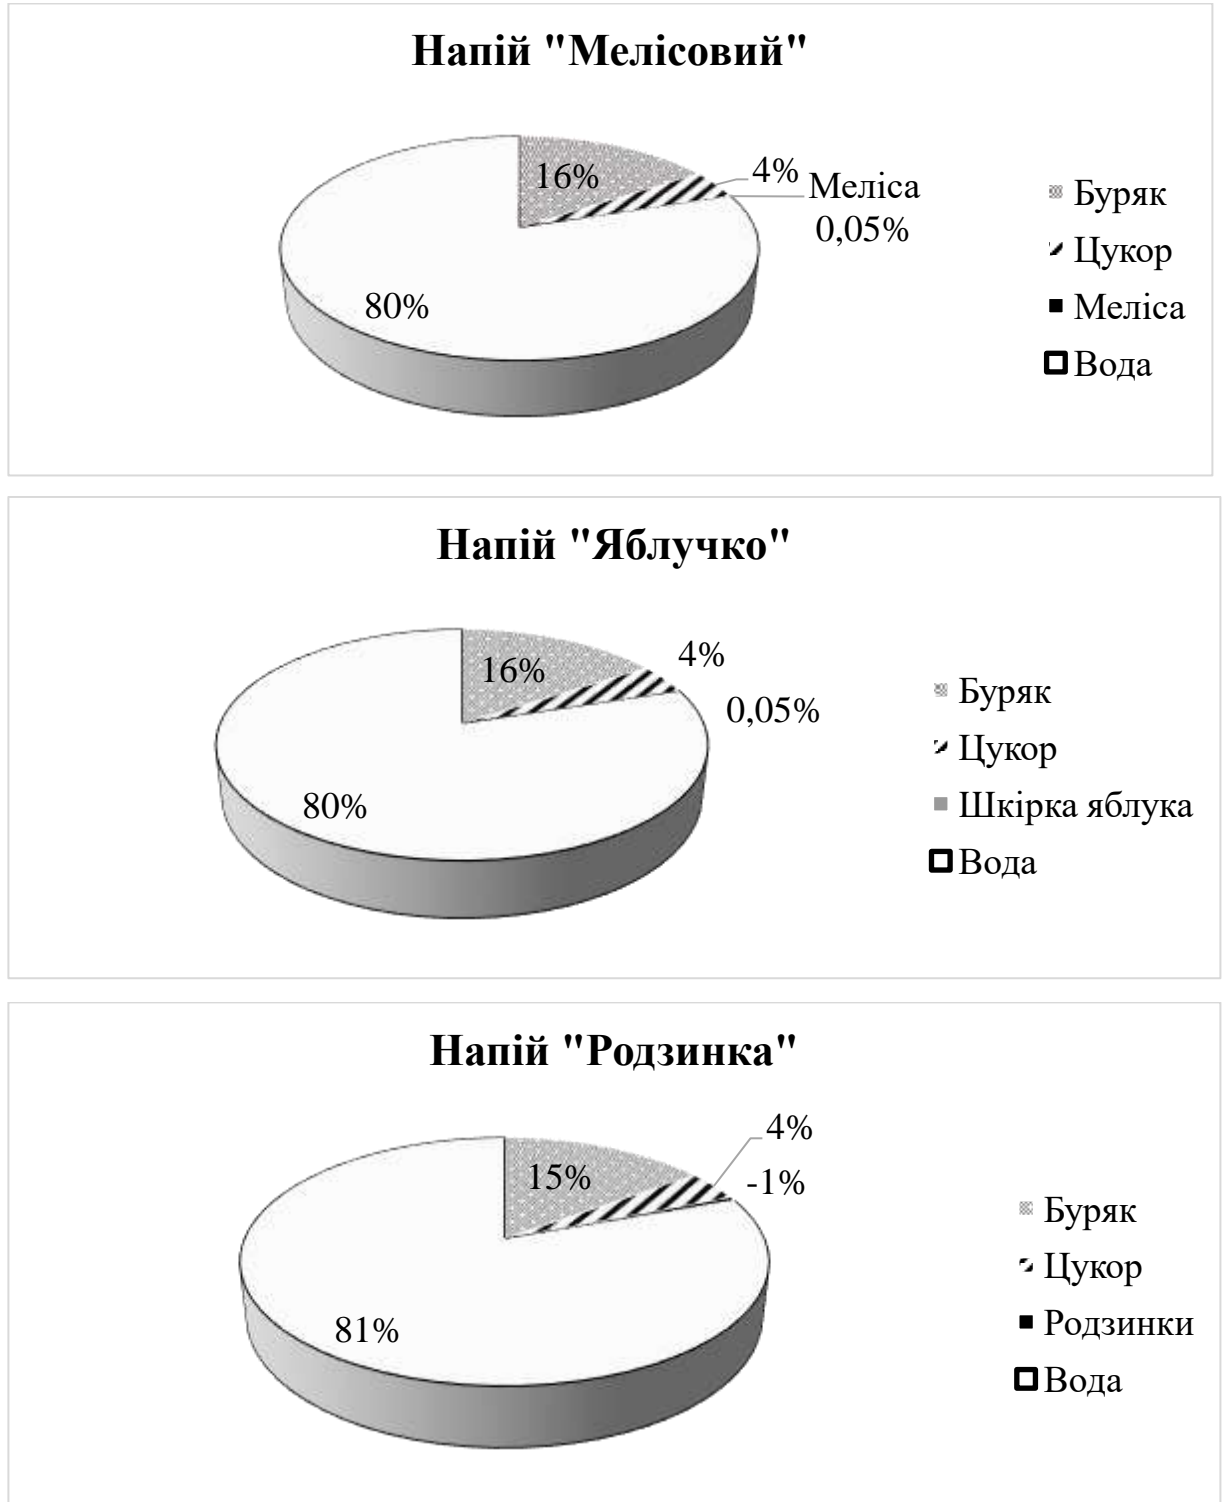 Напій "Мелісовий"
16%
4%
Меліса
0,05%
80%
Буряк
Цукор
Меліса
Вода
Напій "Яблучко"
16%
4%
0,05%
80%
Буряк
Цукор
Шкірка яблука
Вода
Напій "Родзинка"
15%
4%
-1%
81%
Буряк
Цукор
Родзинки
Вода